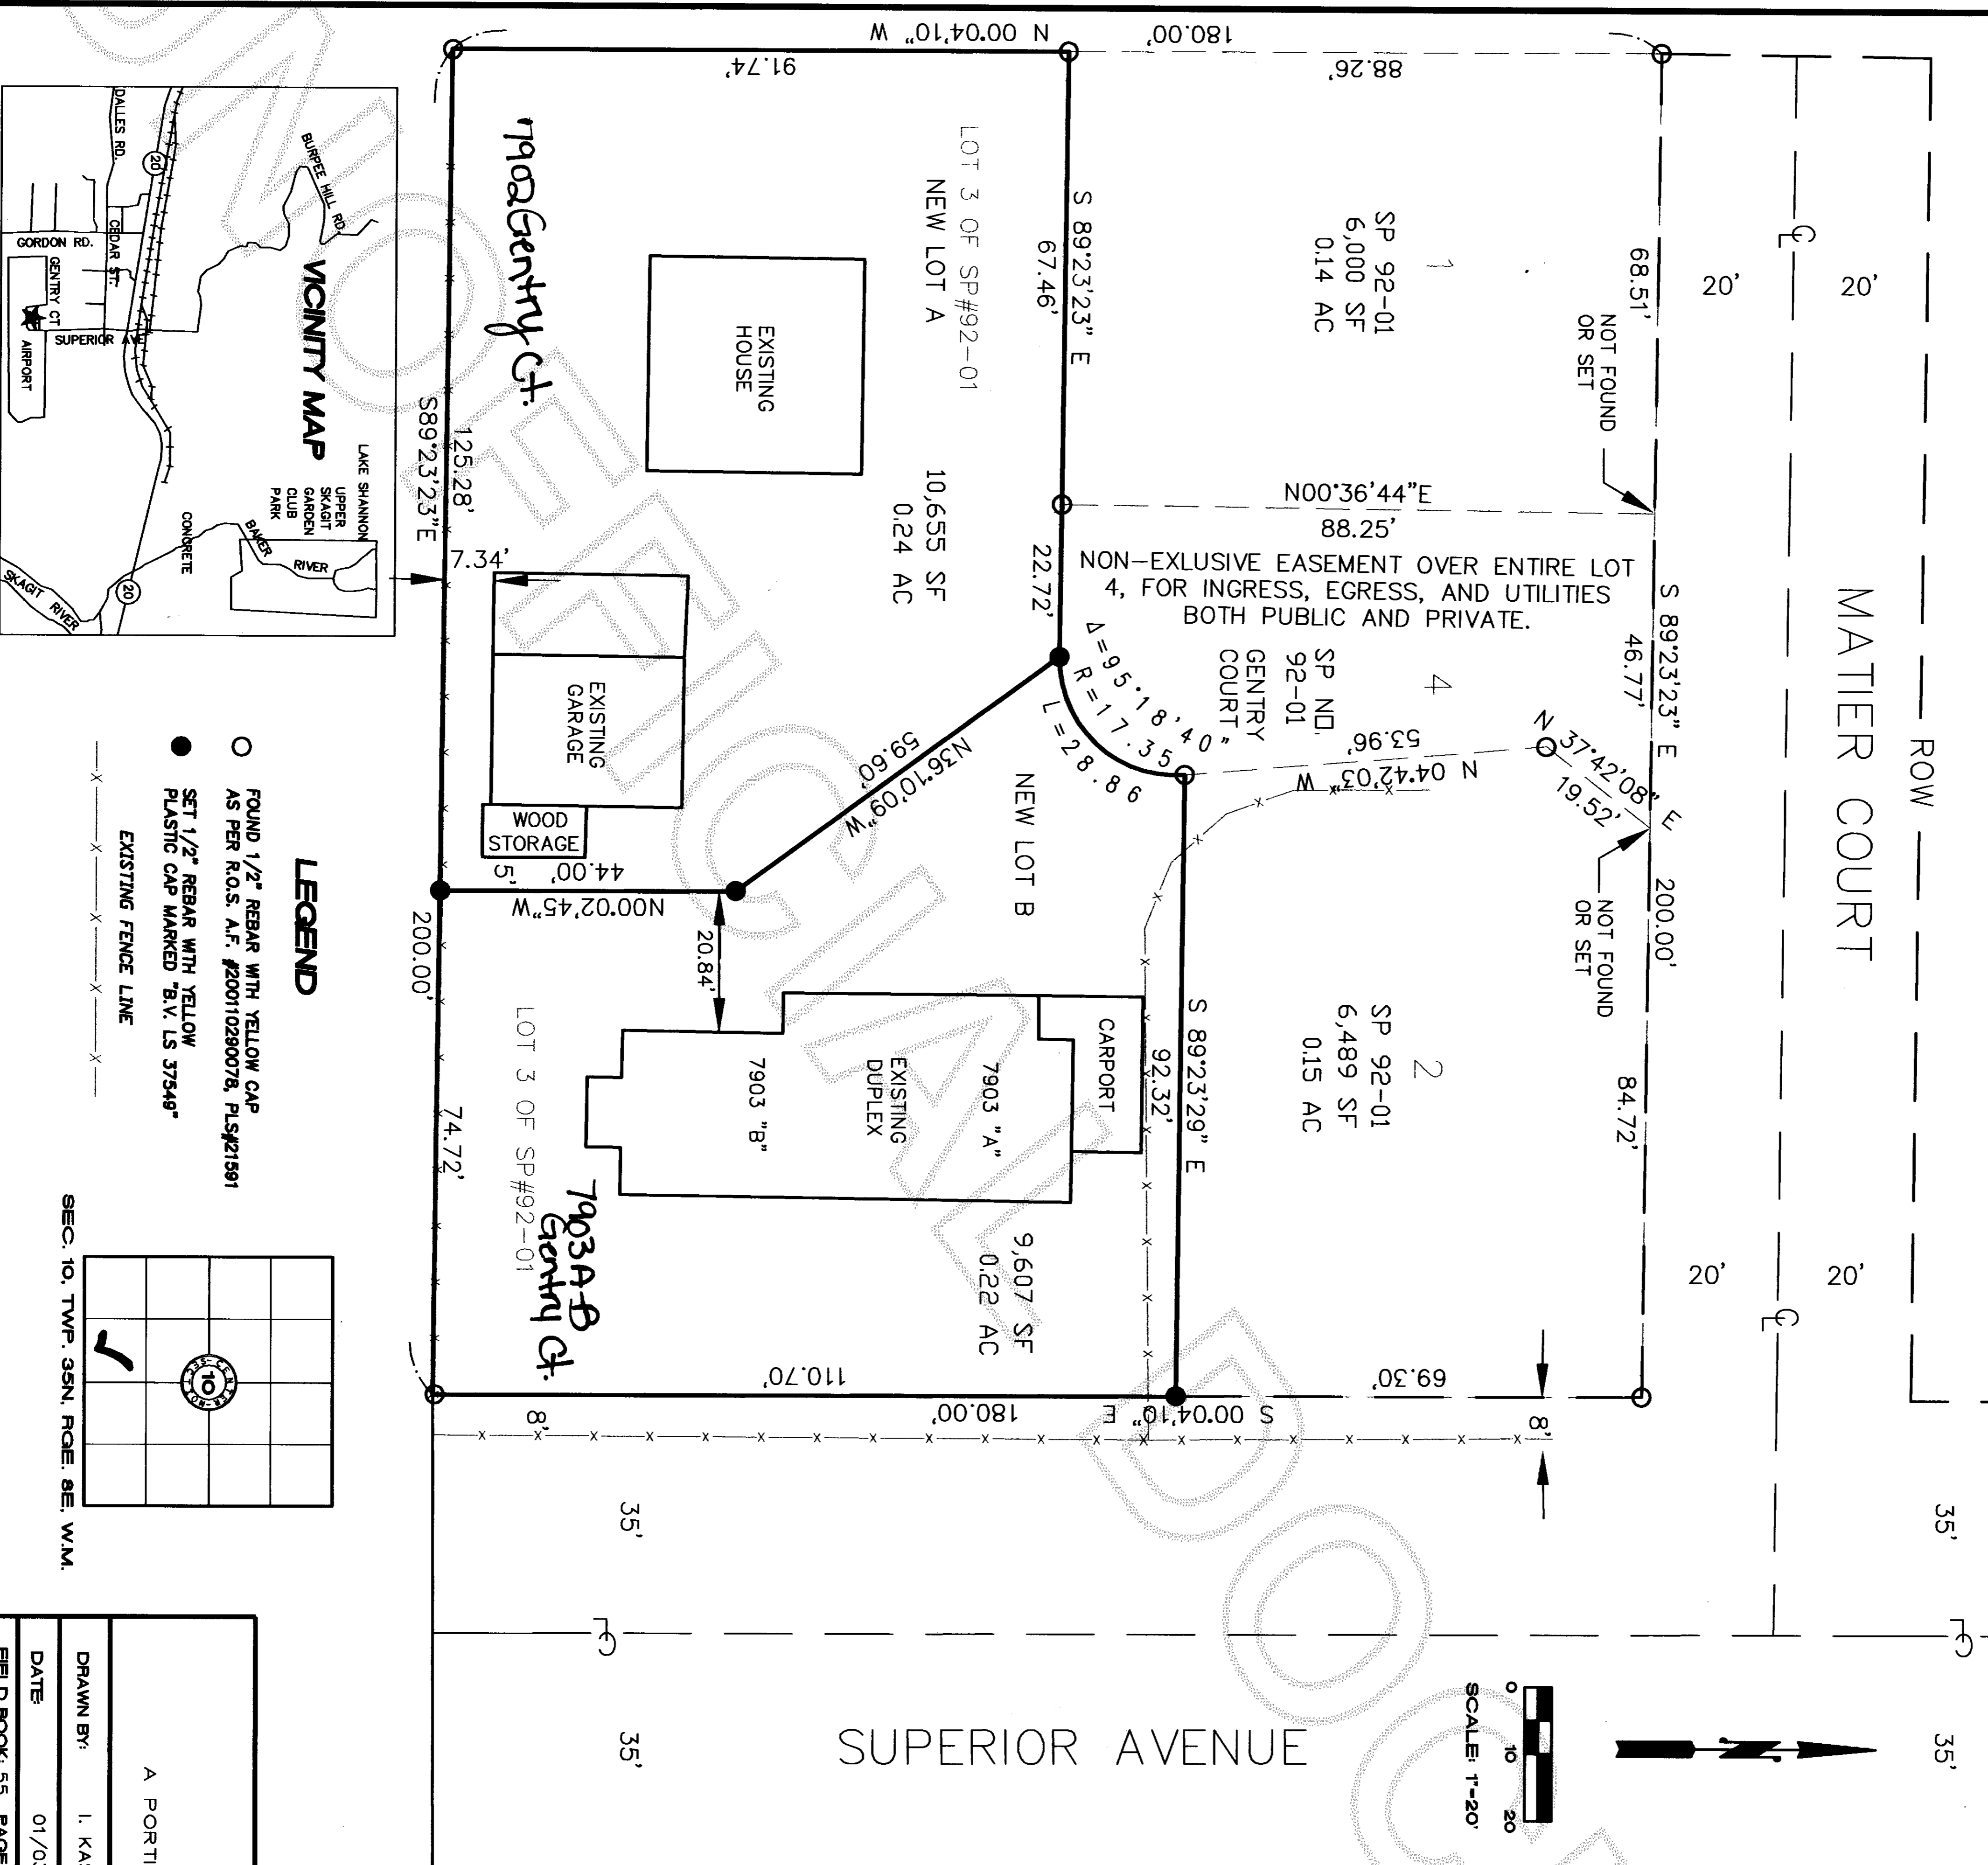 MATIER COURT
ROW
20'
20'
20'
20'
35'
35'
℄
℄
℄
℄
S 89°23'23" E
200.00'
68.51'
46.77'
84.72'
NOT FOUND
OR SET
NOT FOUND
OR SET
180.00'
88.26'
N 00°04'10" W
91.74'
1
SP 92-01
6,000 SF
0.14 AC
N00°36'44"E
88.25'
NON-EXLUSIVE EASEMENT OVER ENTIRE LOT
4, FOR INGRESS, EGRESS, AND UTILITIES
BOTH PUBLIC AND PRIVATE.
4
SP NO.
92-01
GENTRY
COURT
N 37°42'08" E
19.52'
53.96'
N 04°42'03" W
Δ=95°18'40"
R=17.35
L=28.86
2
SP 92-01
6,489 SF
0.15 AC
S 89°23'23" E
67.46'
22.72'
S 89°23'29" E
92.32'
69.30'
8'
S 00°04'10" E
180.00'
110.70'
8'
LOT 3 OF SP#92-01
NEW LOT A
10,655 SF
0.24 AC
EXISTING
HOUSE
7902 Gentry Ct.
EXISTING
GARAGE
WOOD
STORAGE
7.34'
5'
44.00'
N00°02'45"W
N36°10'09"W
59.60'
NEW LOT B
20.84'
CARPORT
7903 "A"
EXISTING
DUPLEX
7903 "B"
9,607 SF
0.22 AC
LOT 3 OF SP#92-01
7903 A-B
Gentry Ct.
125.28'
S89°23'23"E
200.00'
74.72'
35'
35'
SUPERIOR AVENUE
0 10 20
SCALE: 1"=20'
VICINITY MAP
LAKE SHANNON
UPPER
SKAGIT
GARDEN
CLUB
PARK
BURPEE HILL RD.
DALLES RD.
20
CEDAR ST.
GORDON RD.
GENTRY CT
SUPERIOR AVE
AIRPORT
CONCRETE
BAKER RIVER
SKAGIT RIVER
20
LEGEND
FOUND 1/2" REBAR WITH YELLOW CAP
AS PER R.O.S. A.F. #200110290078, PLS#21591
SET 1/2" REBAR WITH YELLOW
PLASTIC CAP MARKED "B.V. LS 37549"
EXISTING FENCE LINE
10
SEC. 10, TWP. 35N, RGE. 8E, W.M.
A PORTI
DRAWN BY: I. KAS
DATE: 01/03
FIELD BOOK: 55 PAGE
UNOFFICIAL DOC